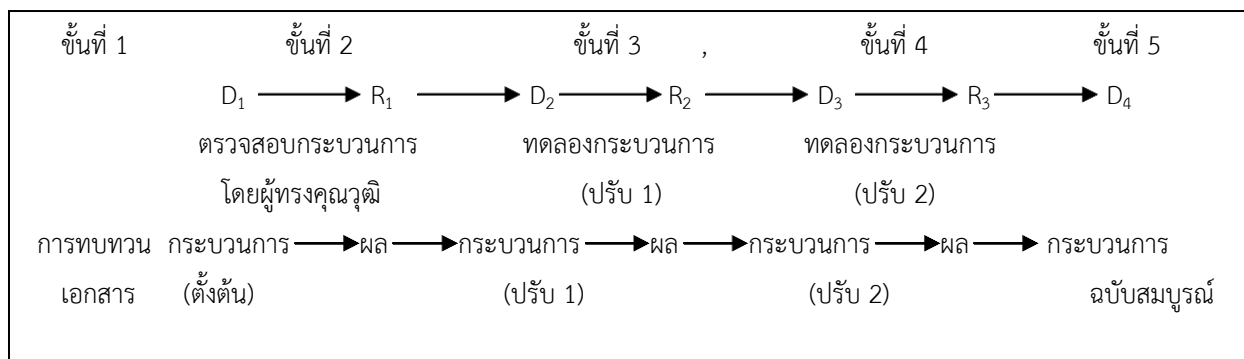 ขั้นที่ 1 ขั้นที่ 2 ขั้นที่ 3 , ขั้นที่ 4 ขั้นที่ 5
D₁ R₁ D₂ R₂ D₃ R₃ D₄
ตรวจสอบกระบวนการ ทดลองกระบวนการ ทดลองกระบวนการ
โดยผู้ทรงคุณวุฒิ (ปรับ 1) (ปรับ 2)
การทบทวน กระบวนการ ผล กระบวนการ ผล กระบวนการ ผล กระบวนการ
เอกสาร (ตั้งต้น) (ปรับ 1) (ปรับ 2) ฉบับสมบูรณ์